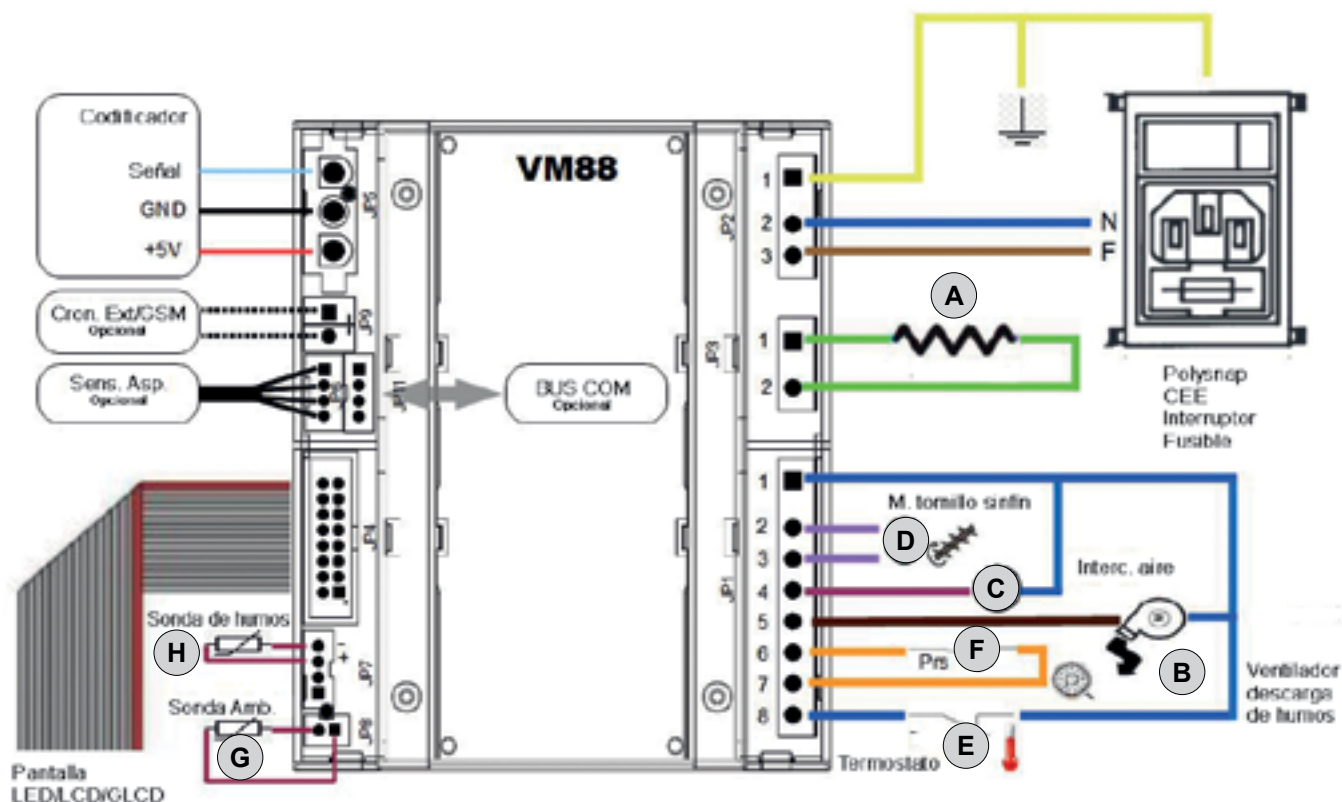 VM88
Codificador
Señal
GND
+5V
JP5
Cron. Ext/GSM
Opcional
JP9
Sens. Asp.
Opcional
JP11
BUS COM
Opcional
JP4
Sonda de humos
H
- +
JP7
Sonda Amb.
G
JP8
Pantalla
LED/LCD/GLCD
1
2
3
JP2
N
F
A
1
2
JP3
Polysnap
CEE
Interruptor
Fusible
1
2
3
4
5
6
7
8
JP1
M. tornillo sinfin
D
Interc. aire
C
F
Prs
P
B
Ventilador
descarga
de humos
E
Termostato